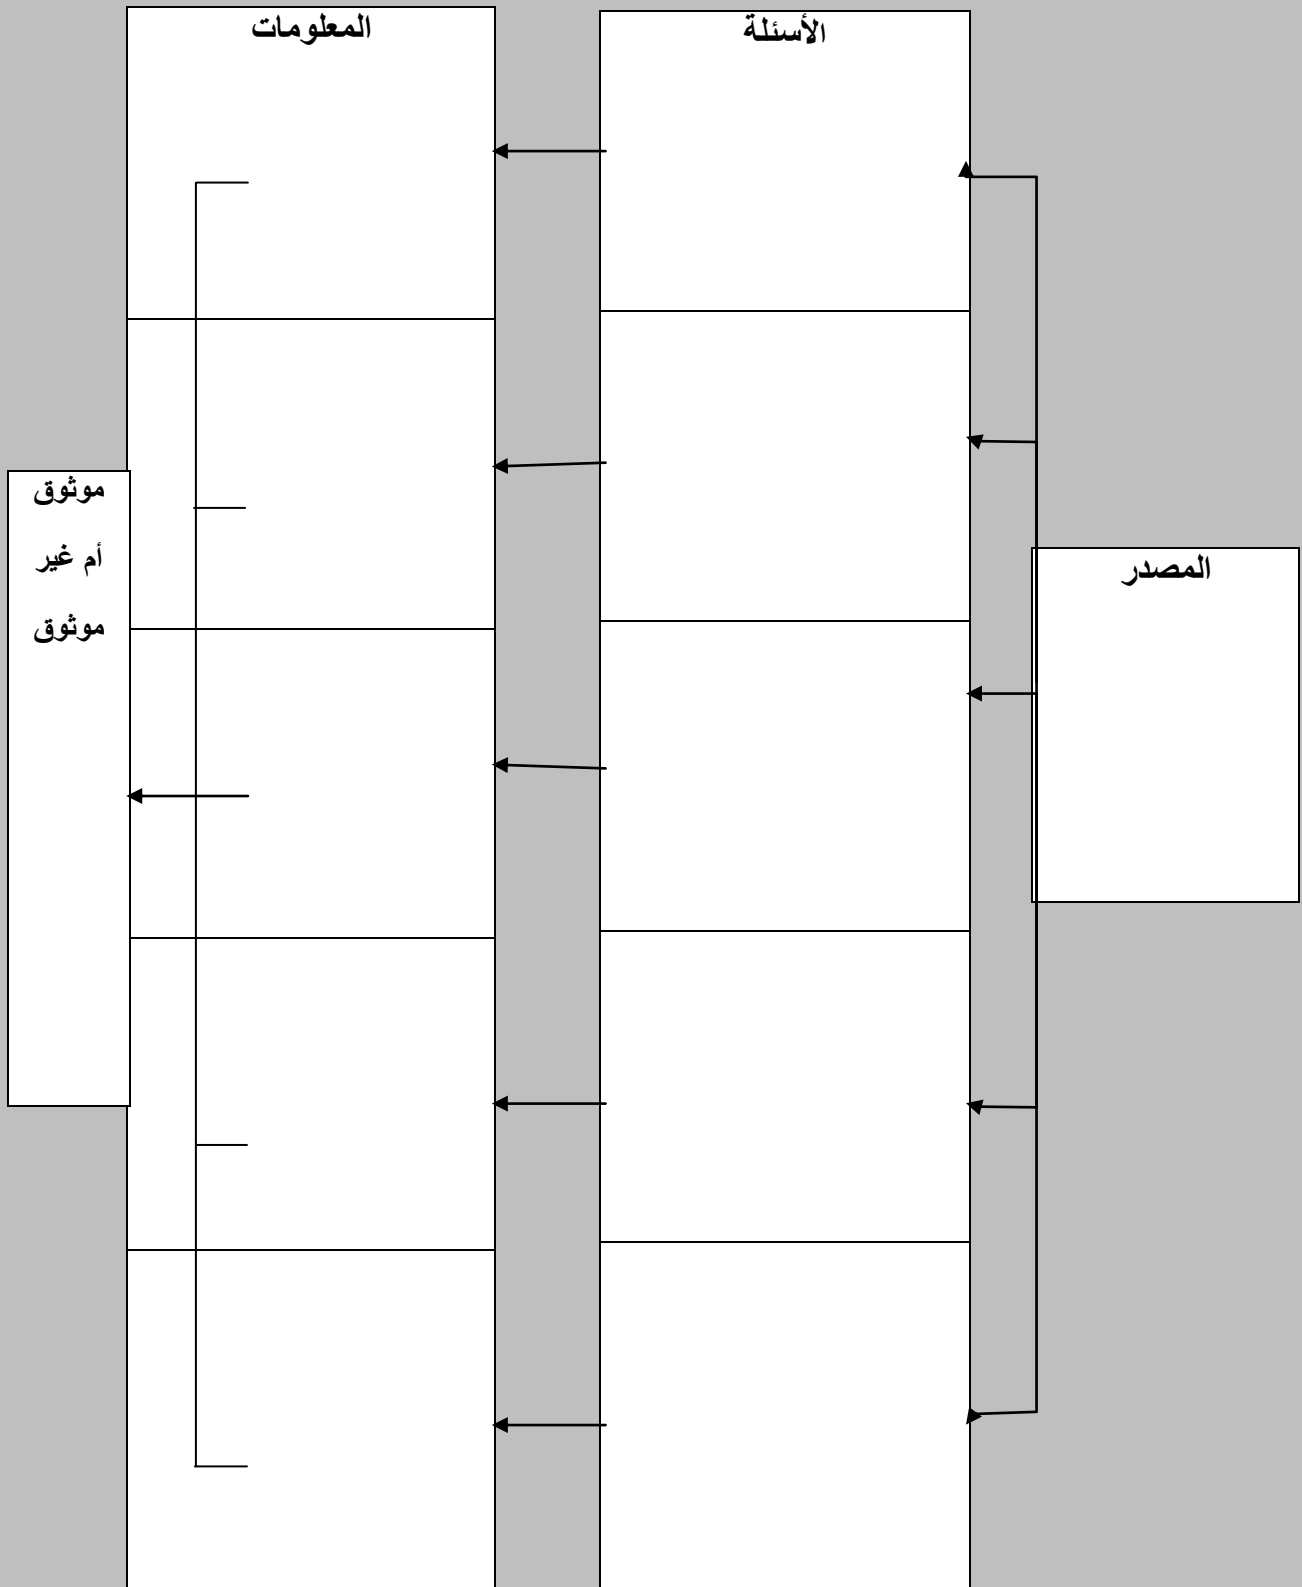 المصدر
الأسئلة
المعلومات
موثوق
أم غير
موثوق